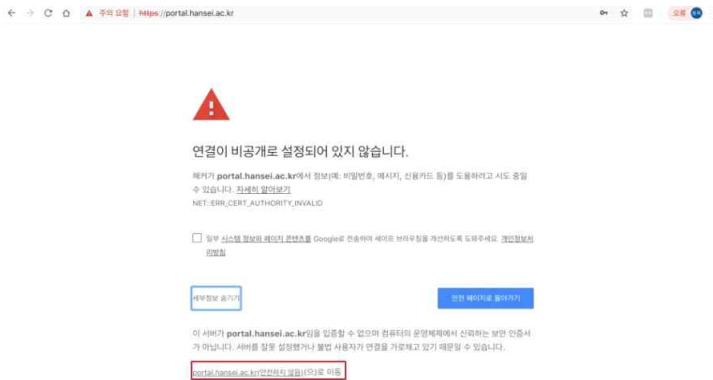 주의 요함 | https://portal.hansei.ac.kr
오류
연결이 비공개로 설정되어 있지 않습니다.
해커가 portal.hansei.ac.kr에서 정보(예: 비밀번호, 메시지, 신용카드 등)를 도용하려고 시도 중일
수 있습니다. 자세히 알아보기
NET::ERR_CERT_AUTHORITY_INVALID
일부 시스템 정보와 페이지 콘텐츠를 Google로 전송하여 세이프 브라우징을 개선하도록 도와주세요. 개인정보처
리방침
세부정보 숨기기
안전 페이지로 돌아가기
이 서버가 portal.hansei.ac.kr임을 입증할 수 없으며 컴퓨터의 운영체제에서 신뢰하는 보안 인증서
가 아닙니다. 서버를 잘못 설정했거나 불법 사용자가 연결을 가로채고 있기 때문일 수 있습니다.
portal.hansei.ac.kr(안전하지 않음)(으)로 이동